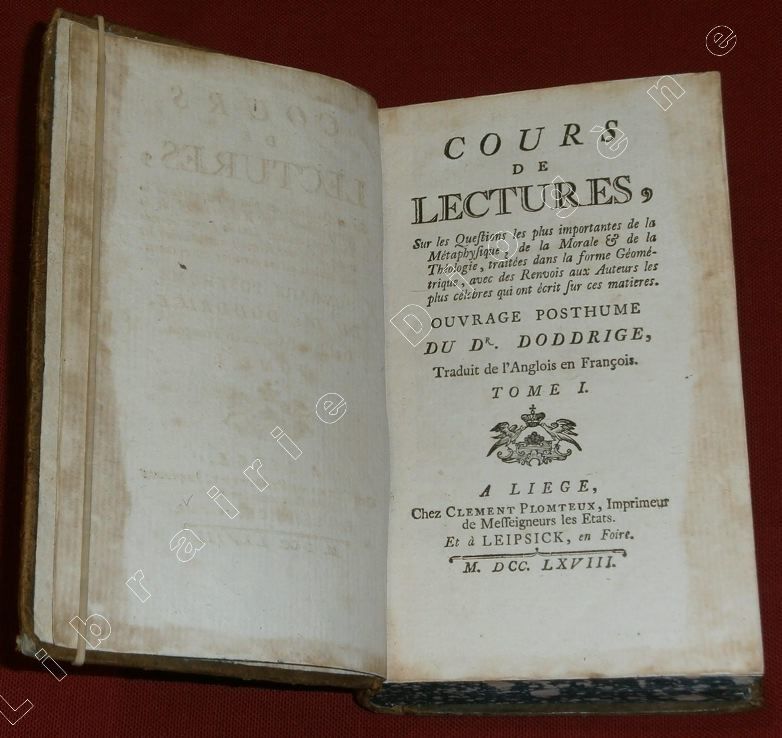 COURS
DE
LECTURES,
Sur les Queſtions les plus importantes de la
Métaphyſique, de la Morale & de la
Théologie, traitées dans la forme Géomé-
trique, avec des Renvois aux Auteurs les
plus célebres qui ont écrit ſur ces matieres.
OUVRAGE POSTHUME
DU DR. DODDRIGE,
Traduit de l'Anglois en François.
TOME I.
A LIEGE,
Chez CLEMENT PLOMTEUX, Imprimeur
de Meſſeigneurs les Etats.
Et à LEIPSICK, en Foire.
M. DCC. LXVIII.
Librairie Diogène